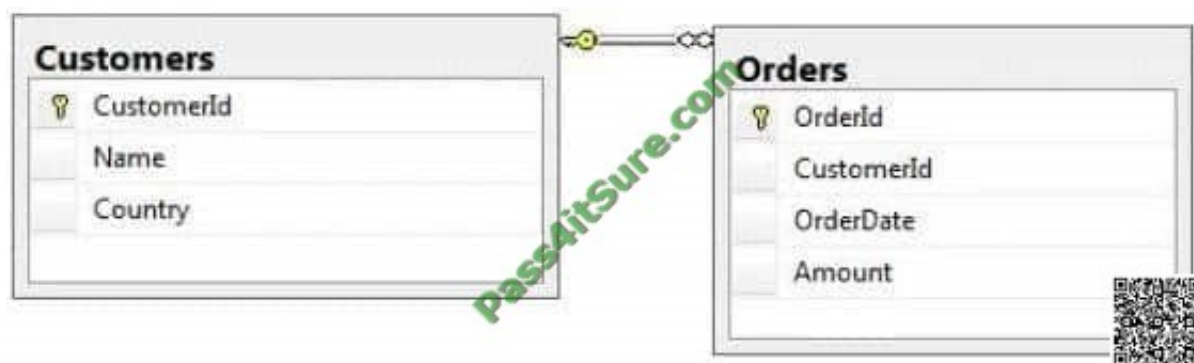 Customers
CustomerId
Name
Country
Orders
OrderId
CustomerId
OrderDate
Amount
Pass4itSure.com